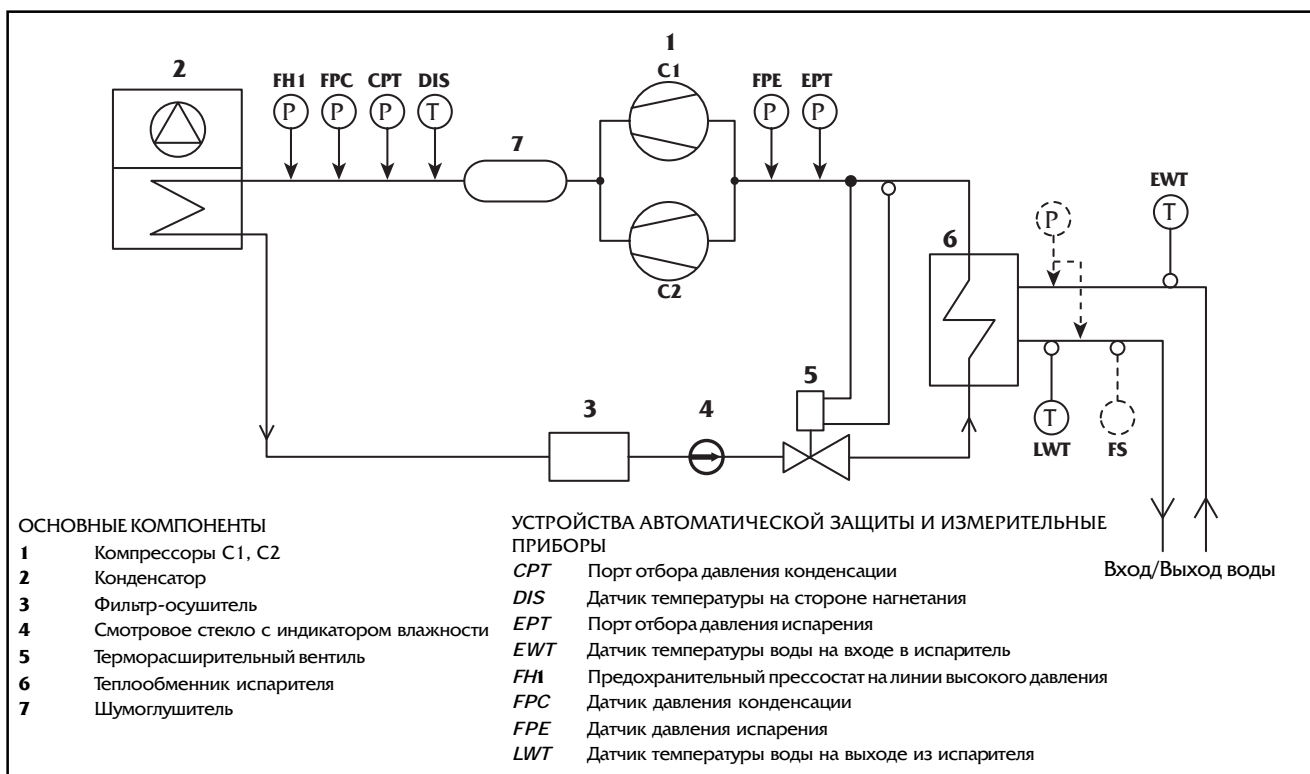 1
C1
2
FH1
FPC
CPT
DIS
FPE
EPT
P
P
P
T
P
P
7
EWT
T
P
6
C2
5
3
4
T
LWT
FS
Вход/Выход воды
ОСНОВНЫЕ КОМПОНЕНТЫ
1 Компрессоры С1, С2
2 Конденсатор
3 Фильтр-осушитель
4 Смотровое стекло с индикатором влажности
5 Терморасширительный вентиль
6 Теплообменник испарителя
7 Шумоглушитель
УСТРОЙСТВА АВТОМАТИЧЕСКОЙ ЗАЩИТЫ И ИЗМЕРИТЕЛЬНЫЕ
ПРИБОРЫ
CPT Порт отбора давления конденсации
DIS Датчик температуры на стороне нагнетания
EPT Порт отбора давления испарения
EWT Датчик температуры воды на входе в испаритель
FH1 Предохранительный прессостат на линии высокого давления
FPC Датчик давления конденсации
FPE Датчик давления испарения
LWT Датчик температуры воды на выходе из испарителя